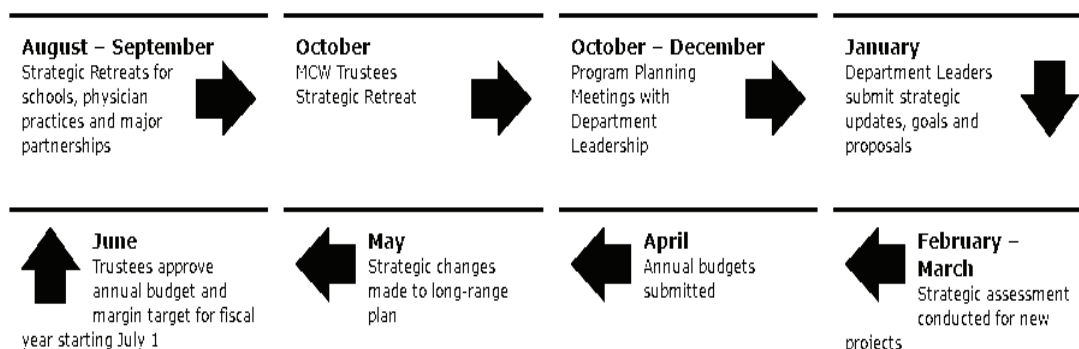 August – September
Strategic Retreats for
schools, physician
practices and major
partnerships
October
MCW Trustees
Strategic Retreat
October – December
Program Planning
Meetings with
Department
Leadership
January
Department Leaders
submit strategic
updates, goals and
proposals
June
Trustees approve
annual budget and
margin target for fiscal
year starting July 1
May
Strategic changes
made to long-range
plan
April
Annual budgets
submitted
February –
March
Strategic assessment
conducted for new
projects